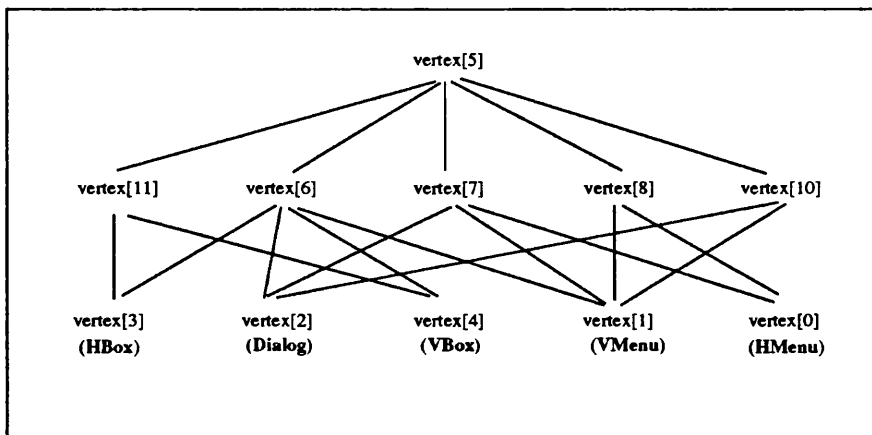 vertex[5]
vertex[11] vertex[6] vertex[7] vertex[8] vertex[10]
vertex[3] vertex[2] vertex[4] vertex[1] vertex[0]
(HBox) (Dialog) (VBox) (VMenu) (HMenu)